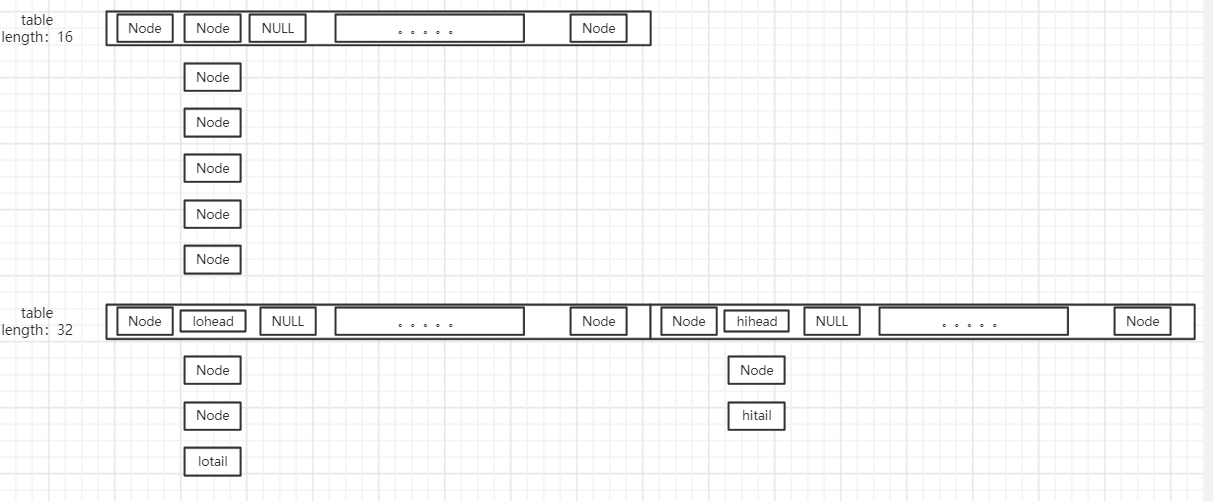 table
length: 16
Node Node NULL 。。。。。 Node
Node
Node
Node
Node
Node
table
length: 32
Node lohead NULL 。。。。。 Node Node hihead NULL 。。。。。 Node
Node Node
Node hitail
lotail